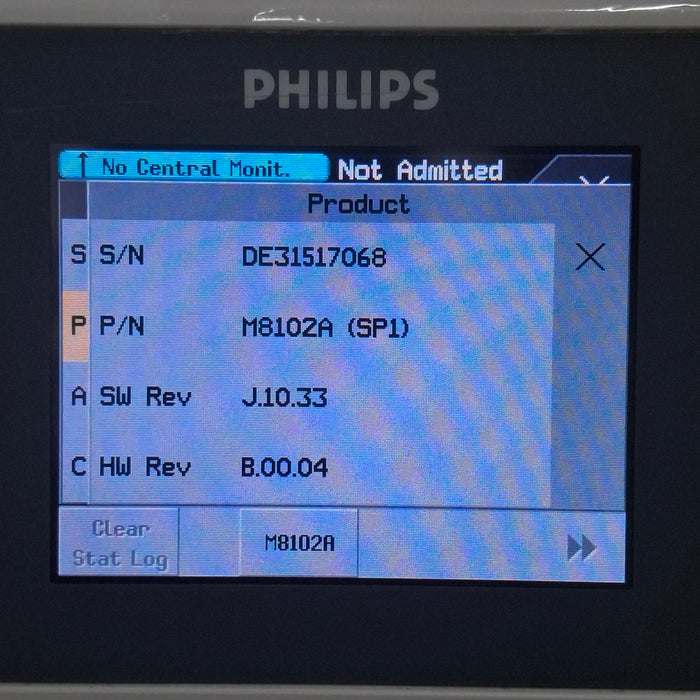 PHILIPS
No Central Monit. Not Admitted
Product
S S/N DE31517068
P P/N M8102A (SP1)
A SW Rev J.10.33
C HW Rev B.00.04
Clear
Stat Log
M8102A